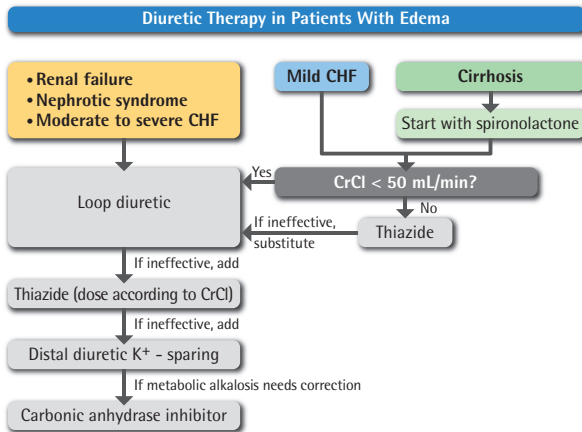 Diuretic Therapy in Patients With Edema
• Renal failure
• Nephrotic syndrome
• Moderate to severe CHF
Mild CHF
Cirrhosis
Start with spironolactone
Yes
CrCl < 50 mL/min?
No
Loop diuretic
If ineffective,
substitute
Thiazide
If ineffective, add
Thiazide (dose according to CrCl)
If ineffective, add
Distal diuretic K⁺ - sparing
If metabolic alkalosis needs correction
Carbonic anhydrase inhibitor